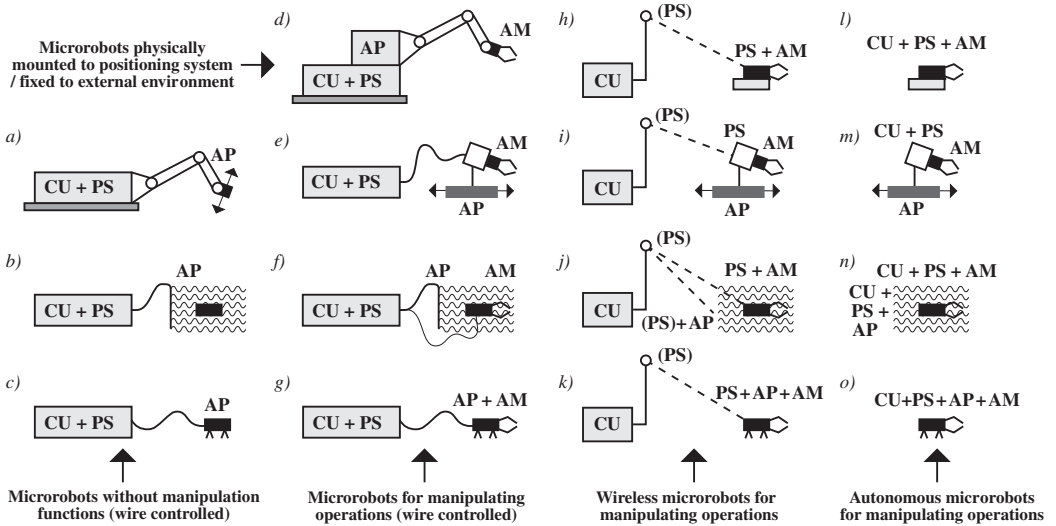 Microrobots physically
mounted to positioning system
/ fixed to external environment
d)
AM
AP
CU + PS
h)
(PS)
PS + AM
CU
l)
CU + PS + AM
a)
AP
CU + PS
e)
AM
CU + PS
AP
i)
(PS)
PS
AM
CU
AP
m)
CU + PS
AM
AP
b)
AP
CU + PS
f)
AP
AM
CU + PS
j)
(PS)
PS + AM
CU
(PS)+AP
n)
CU + PS + AM
CU +
PS +
AP
c)
AP
CU + PS
g)
AP + AM
CU + PS
k)
(PS)
PS+AP+AM
CU
o)
CU+PS+AP+AM
Microrobots without manipulation
functions (wire controlled)
Microrobots for manipulating
operations (wire controlled)
Wireless microrobots for
manipulating operations
Autonomous microrobots
for manipulating operations